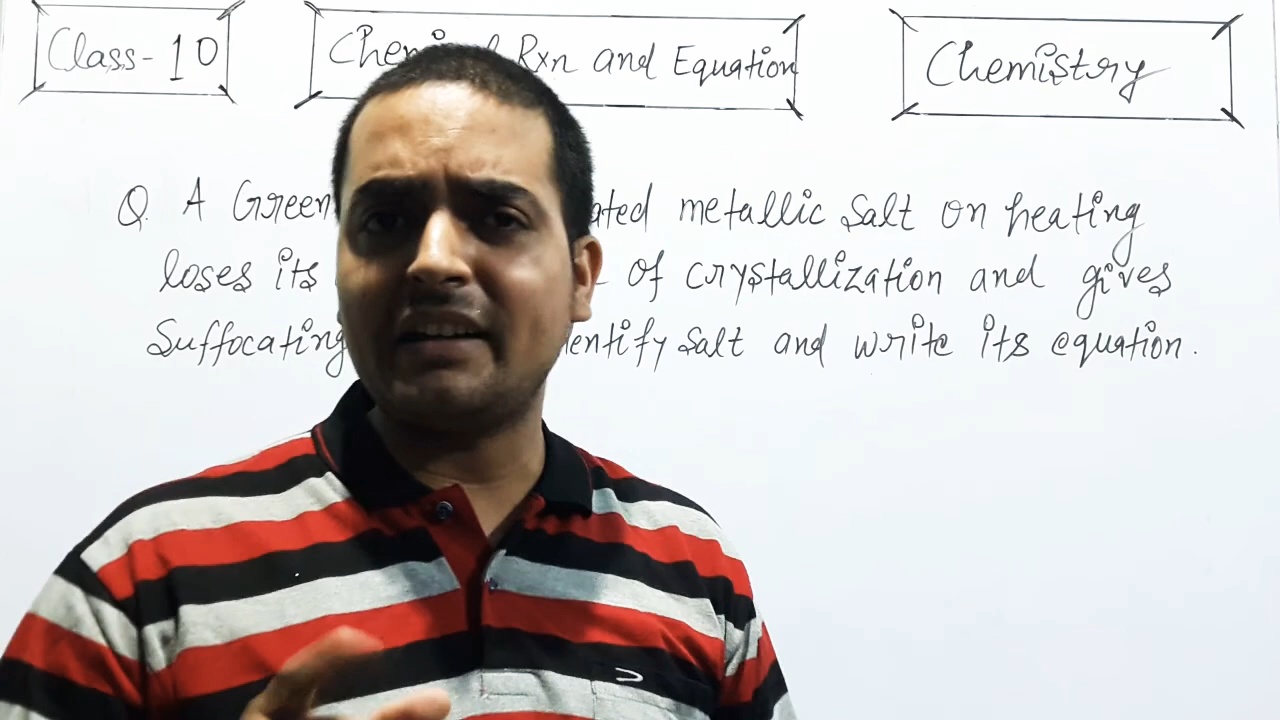 Class-10
Chemical Rxn and Equation
Chemistry
Q. A Green ated metallic salt on heating
loses its of crystallization and gives
Suffocating entify salt and write its equation.